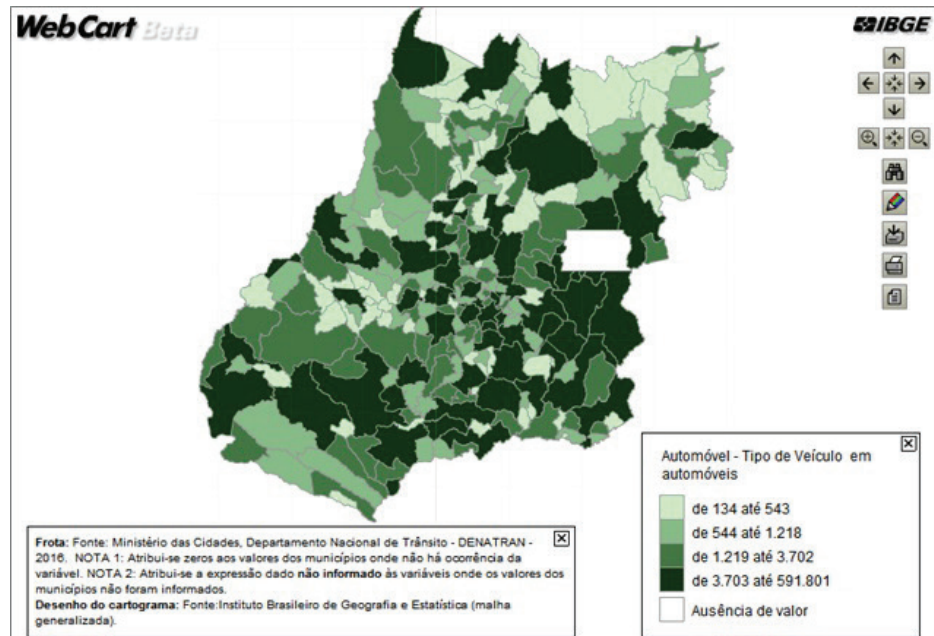 WebCart Beta
IBGE
Automóvel - Tipo de Veículo em
automóveis
de 134 até 543
de 544 até 1.218
de 1.219 até 3.702
de 3.703 até 591.801
Ausência de valor
Frota: Fonte: Ministério das Cidades, Departamento Nacional de Trânsito - DENATRAN -
2016. NOTA 1: Atribui-se zeros aos valores dos municípios onde não há ocorrência da
variável. NOTA 2: Atribui-se a expressão dado não informado às variáveis onde os valores dos
municípios não foram informados.
Desenho do cartograma: Fonte:Instituto Brasileiro de Geografia e Estatística (malha
generalizada).